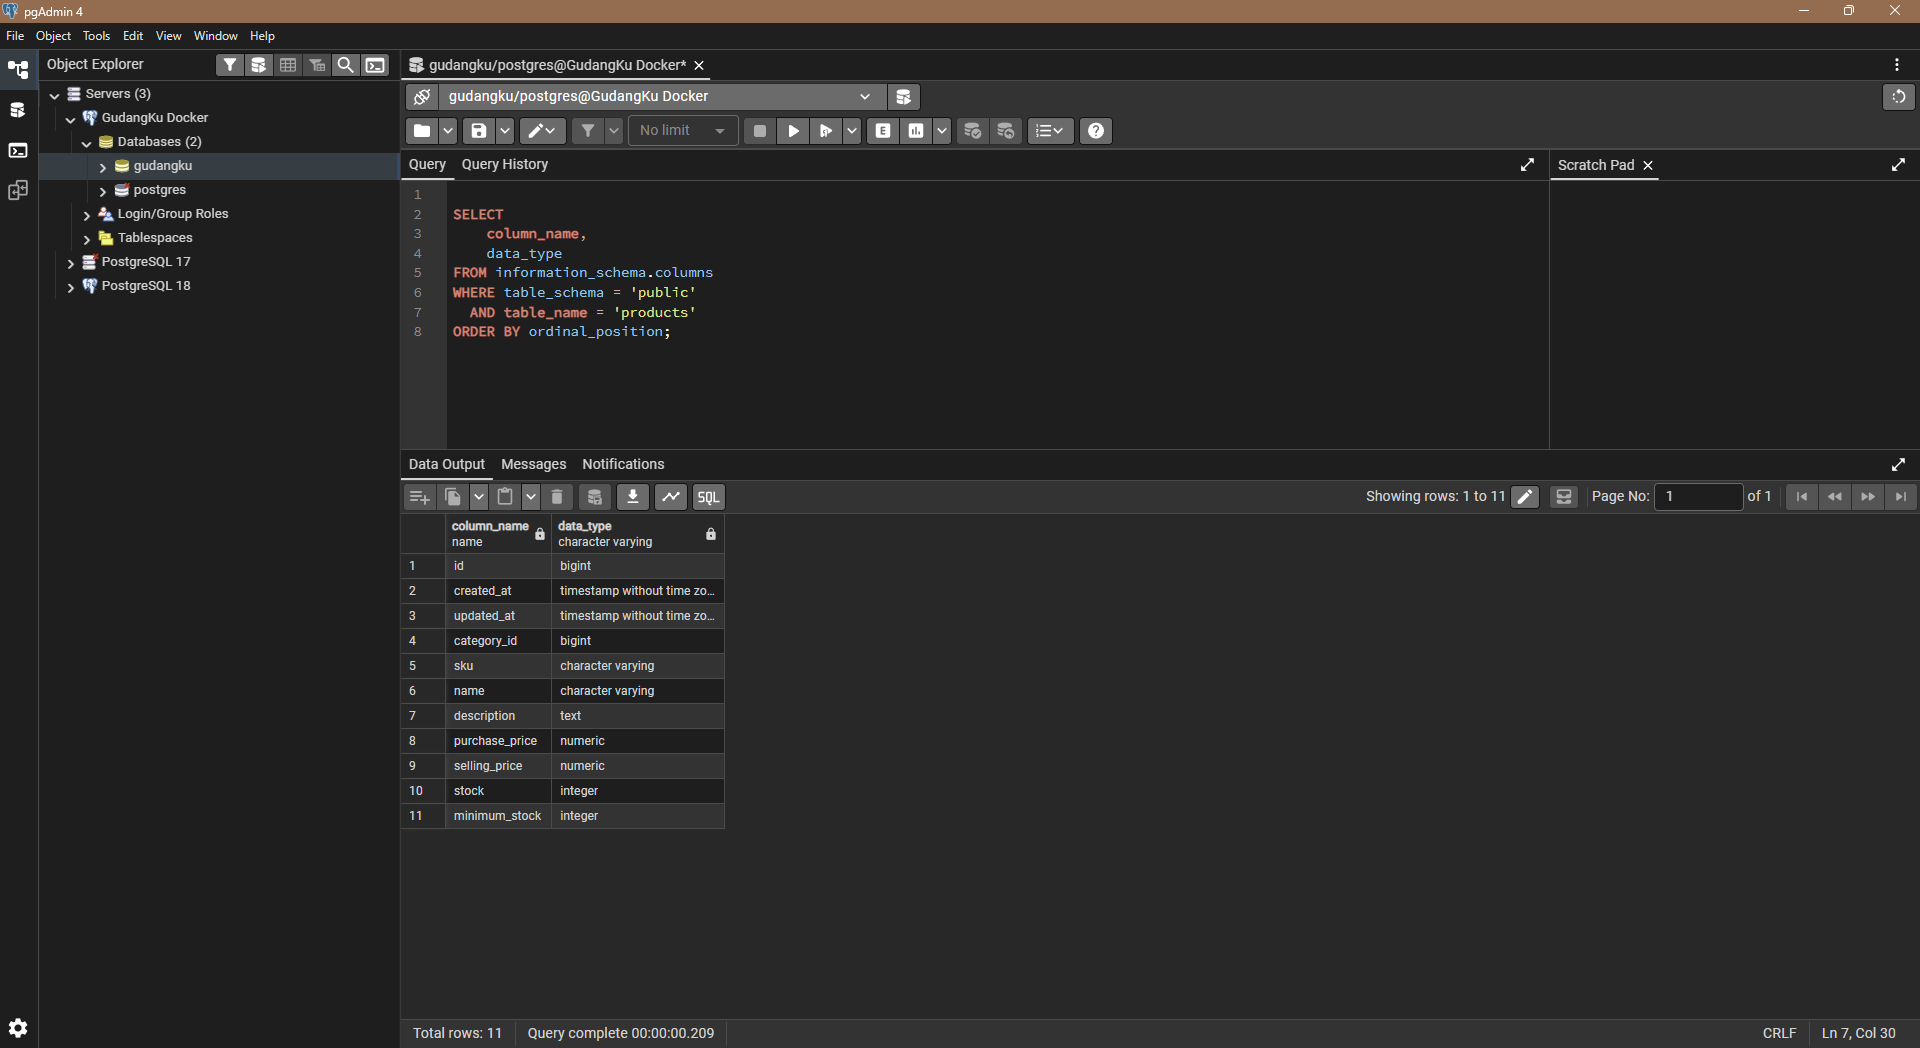 pgAdmin 4
File Object Tools Edit View Window Help
Object Explorer
Servers (3)
GudangKu Docker
Databases (2)
gudangku
postgres
Login/Group Roles
Tablespaces
PostgreSQL 17
PostgreSQL 18
gudangku/postgres@GudangKu Docker*
gudangku/postgres@GudangKu Docker
No limit
E
Query Query History
Scratch Pad
1
2 SELECT
3 column_name,
4 data_type
5 FROM information_schema.columns
6 WHERE table_schema = 'public'
7 AND table_name = 'products'
8 ORDER BY ordinal_position;
Data Output Messages Notifications
SQL
Showing rows: 1 to 11
Page No: 1 of 1
column_name data_type
name character varying
1 id bigint
2 created_at timestamp without time zo...
3 updated_at timestamp without time zo...
4 category_id bigint
5 sku character varying
6 name character varying
7 description text
8 purchase_price numeric
9 selling_price numeric
10 stock integer
11 minimum_stock integer
Total rows: 11 Query complete 00:00:00.209 CRLF Ln 7, Col 30